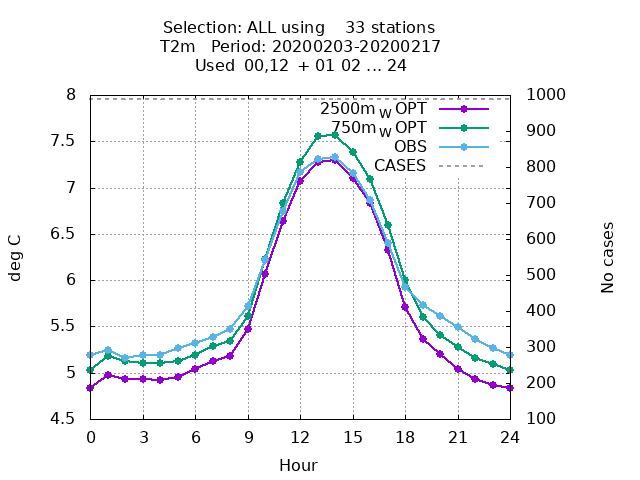 Selection: ALL using    33 stations
T2m   Period: 20200203-20200217
Used  00,12  + 01 02 ... 24
8 1000
2500m W OPT
7.5 900
750m W OPT
OBS
CASES
7 800
6.5 700
6 600
5.5 500
5 400
4.5 300
200
100
deg C
No cases
0 3 6 9 12 15 18 21 24
Hour